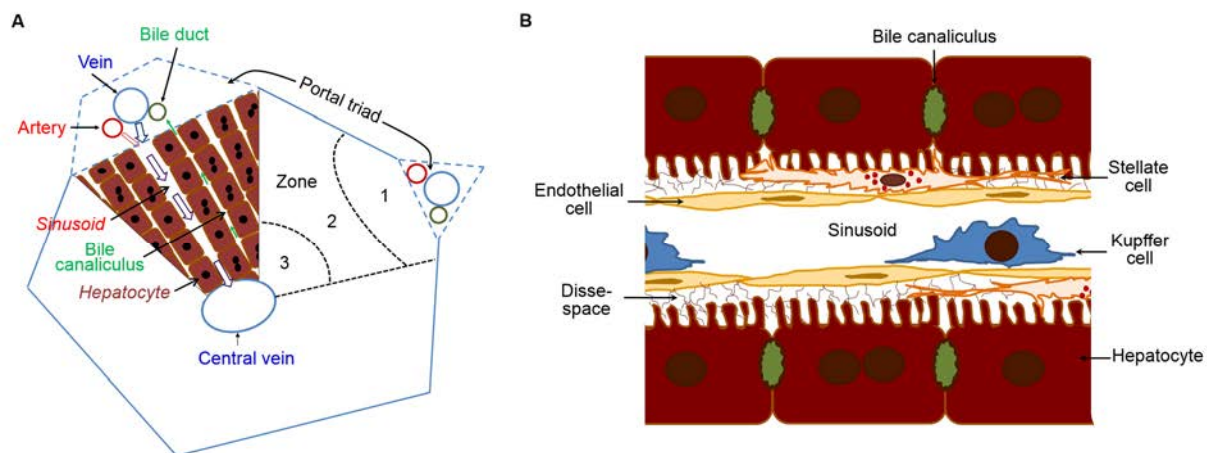 A
Bile duct
Vein
Portal triad
Artery
Zone
1
2
3
Sinusoid
Bile
canaliculus
Hepatocyte
Central vein
B
Bile canaliculus
Stellate
cell
Endothelial
cell
Sinusoid
Kupffer
cell
Disse-
space
Hepatocyte